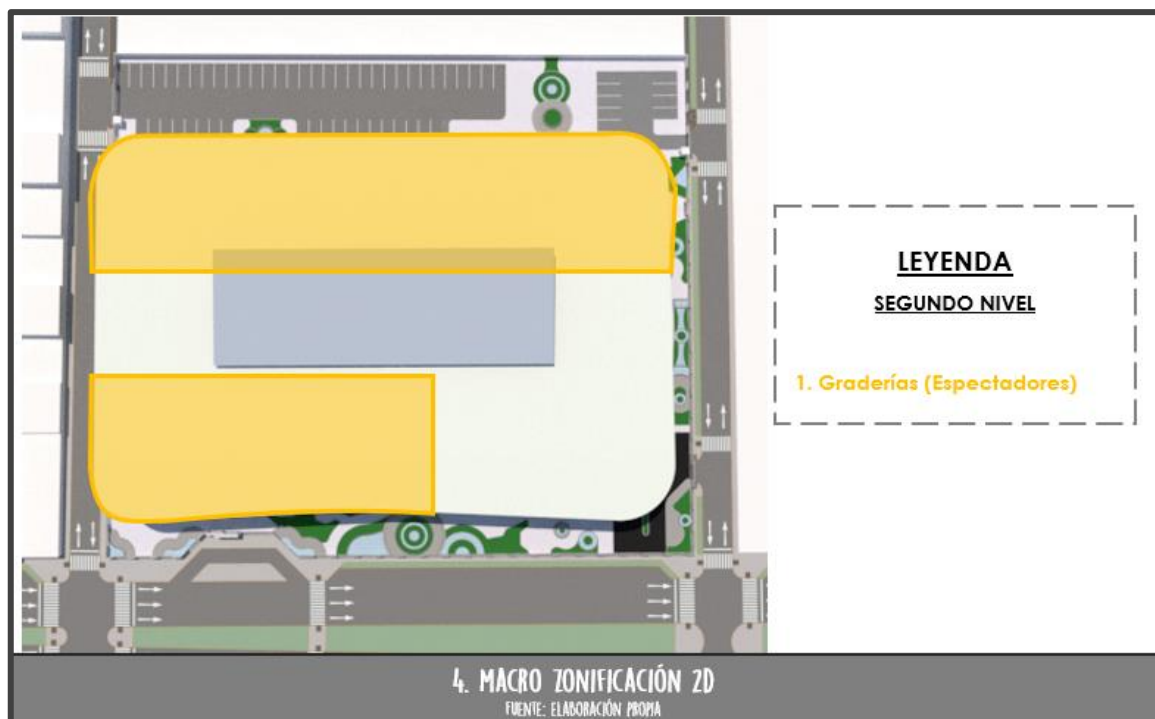 LEYENDA
SEGUNDO NIVEL
1. Graderías (Espectadores)
4. MACRO ZONIFICACIÓN 2D
FUENTE: ELABORACIÓN PROPIA